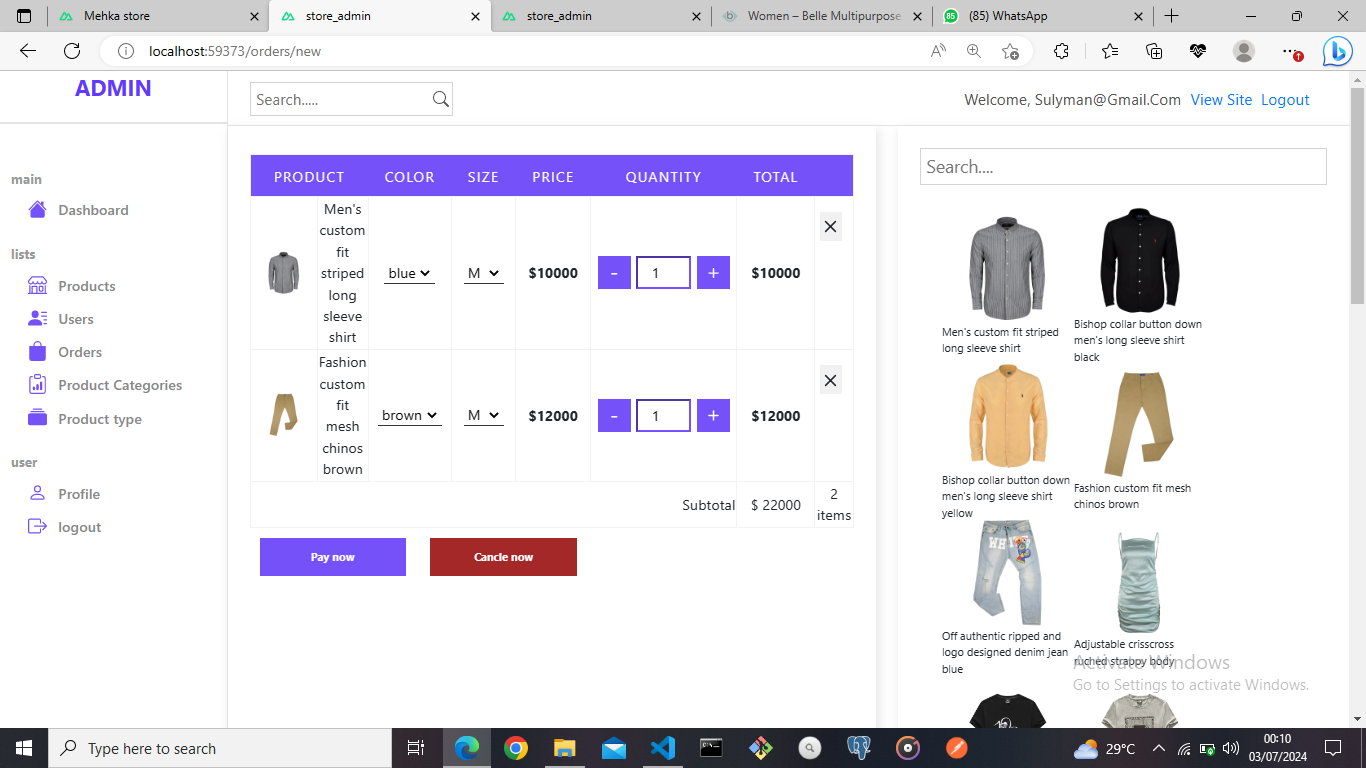 Mehka store
store_admin
store_admin
Women – Belle Multipurpose
(85) WhatsApp
localhost:59373/orders/new
ADMIN
Search.....
Welcome, Sulyman@Gmail.Com View Site Logout
main
Dashboard
lists
Products
Users
Orders
Product Categories
Product type
user
Profile
logout
PRODUCT COLOR SIZE PRICE QUANTITY TOTAL
Men's
custom
fit
striped
long
sleeve
shirt
blue M $10000 - 1 + $10000
Fashion
custom
fit
mesh
chinos
brown
brown M $12000 - 1 + $12000
Subtotal $ 22000 2
items
Pay now Cancle now
Search....
Men's custom fit striped
long sleeve shirt
Bishop collar button down
men's long sleeve shirt
black
Bishop collar button down
men's long sleeve shirt
yellow
Fashion custom fit mesh
chinos brown
Off authentic ripped and
logo designed denim jean
blue
Adjustable crisscross
ruched strappy body
Activate Windows
Go to Settings to activate Windows.
Type here to search
29°C
00:10
03/07/2024